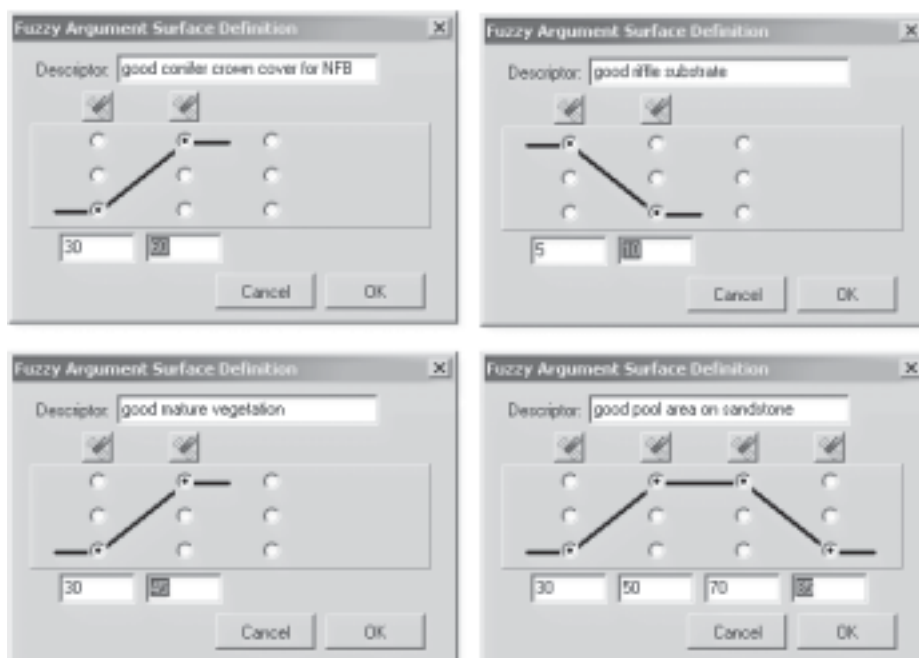 Fuzzy Argument Surface Definition
Descriptor: good conifer crown cover for NFB
30
Cancel OK
Fuzzy Argument Surface Definition
Descriptor: good riffle substrate
5 10
Cancel OK
Fuzzy Argument Surface Definition
Descriptor: good mature vegetation
30 45
Cancel OK
Fuzzy Argument Surface Definition
Descriptor: good pool area on sandstone
30 50 70
Cancel OK